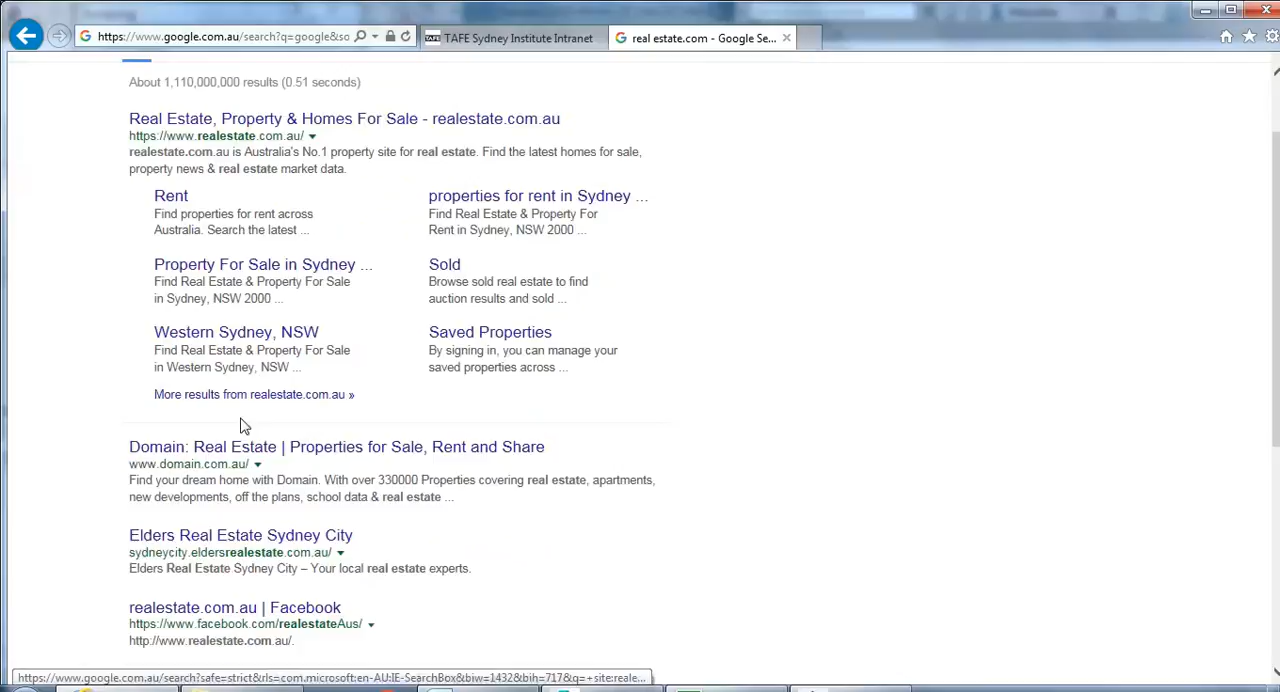 https://www.google.com.au/search?q=google&so
TAFE Sydney Institute Intranet
real estate.com - Google Se...
About 1,110,000,000 results (0.51 seconds)
Real Estate, Property & Homes For Sale - realestate.com.au
https://www.realestate.com.au/
realestate.com.au is Australia's No.1 property site for real estate. Find the latest homes for sale,
property news & real estate market data.
Rent
Find properties for rent across
Australia. Search the latest ...
properties for rent in Sydney ...
Find Real Estate & Property For
Rent in Sydney, NSW 2000 ...
Property For Sale in Sydney ...
Find Real Estate & Property For Sale
in Sydney, NSW 2000 ...
Sold
Browse sold real estate to find
auction results and sold ...
Western Sydney, NSW
Find Real Estate & Property For Sale
in Western Sydney, NSW ...
Saved Properties
By signing in, you can manage your
saved properties across ...
More results from realestate.com.au »
Domain: Real Estate | Properties for Sale, Rent and Share
www.domain.com.au/
Find your dream home with Domain. With over 330000 Properties covering real estate, apartments,
new developments, off the plans, school data & real estate ...
Elders Real Estate Sydney City
sydneycity.eldersrealestate.com.au/
Elders Real Estate Sydney City – Your local real estate experts.
realestate.com.au | Facebook
https://www.facebook.com/realestateAus/
http://www.realestate.com.au/.
https://www.google.com.au/search?safe=strict&rls=com.microsoft:en-AU:IE-SearchBox&biw=1432&bih=717&q=+site:reale...